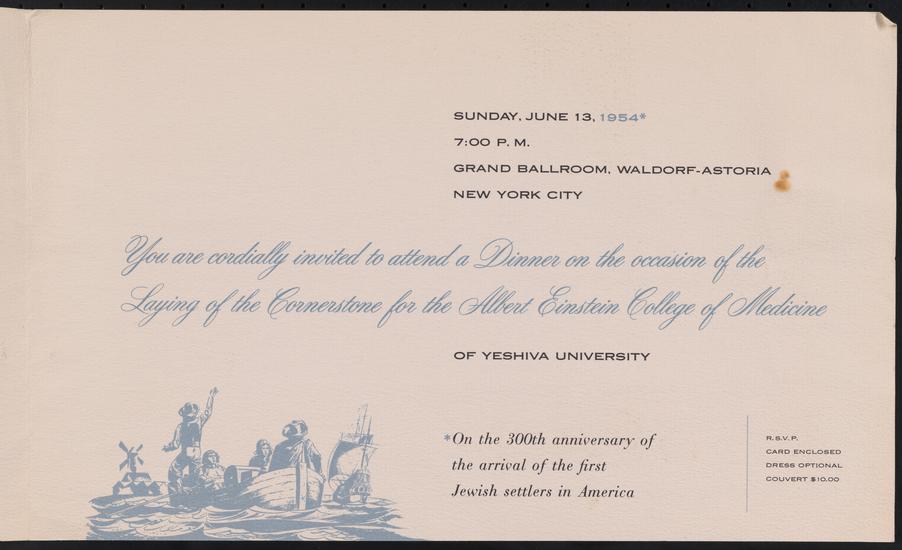 SUNDAY, JUNE 13, 1954*
7:00 P. M.
GRAND BALLROOM, WALDORF-ASTORIA
NEW YORK CITY
You are cordially invited to attend a Dinner on the occasion of the
Laying of the Cornerstone for the Albert Einstein College of Medicine
OF YESHIVA UNIVERSITY
*On the 300th anniversary of
the arrival of the first
Jewish settlers in America
R.S.V.P.
CARD ENCLOSED
DRESS OPTIONAL
COUVERT $10.00